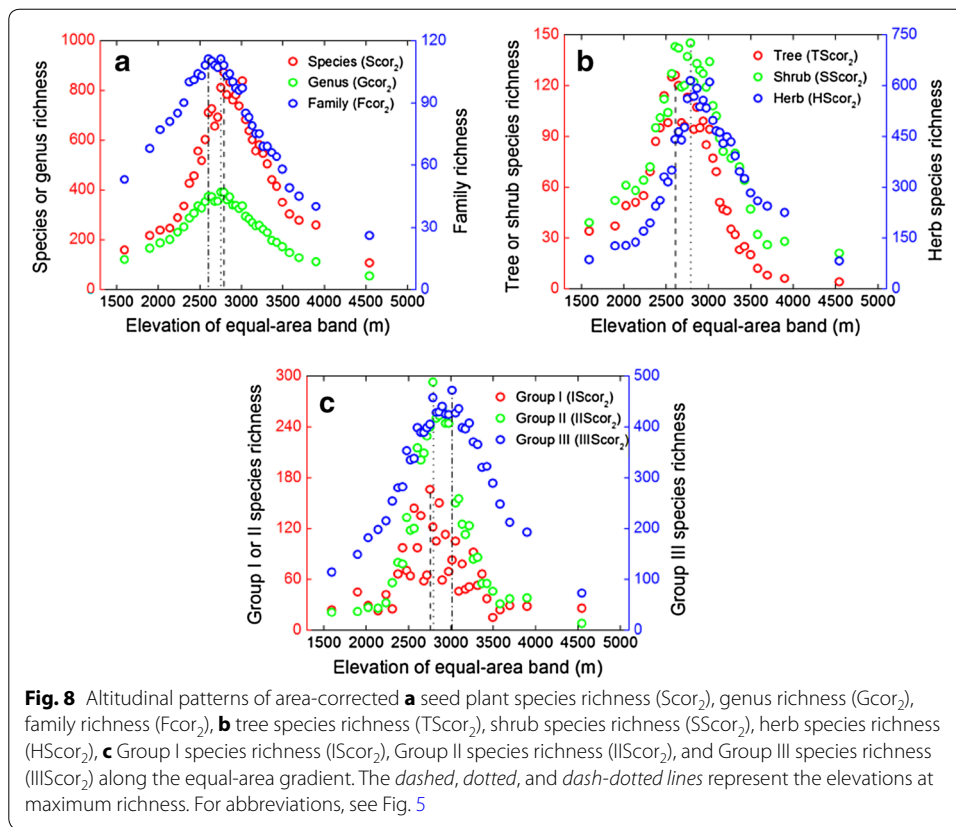 a
Species (Scor₂)
Genus (Gcor₂)
Family (Fcor₂)
Species or genus richness
1000
800
600
400
200
0
Family richness
120
90
60
30
0
1500 2000 2500 3000 3500 4000 4500 5000
Elevation of equal-area band (m)
b
Tree (TScor₂)
Shrub (SScor₂)
Herb (HScor₂)
Tree or shrub species richness
150
120
90
60
30
0
Herb species richness
750
600
450
300
150
0
1500 2000 2500 3000 3500 4000 4500 5000
Elevation of equal-area band (m)
c
Group I (IScor₂)
Group II (IIScor₂)
Group III (IIIScor₂)
Group I or II species richness
300
240
180
120
60
0
Group III species richness
500
400
300
200
100
0
1500 2000 2500 3000 3500 4000 4500 5000
Elevation of equal-area band (m)
Fig. 8 Altitudinal patterns of area-corrected a seed plant species richness (Scor₂), genus richness (Gcor₂),
family richness (Fcor₂), b tree species richness (TScor₂), shrub species richness (SScor₂), herb species richness
(HScor₂), c Group I species richness (IScor₂), Group II species richness (IIScor₂), and Group III species richness
(IIIScor₂) along the equal-area gradient. The dashed, dotted, and dash-dotted lines represent the elevations at
maximum richness. For abbreviations, see Fig. 5